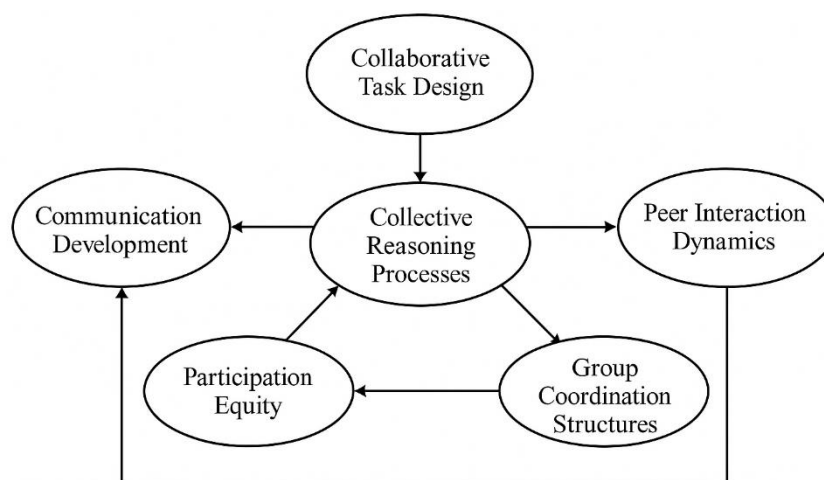 Collaborative
Task Design
Communication
Development
Collective
Reasoning
Processes
Peer Interaction
Dynamics
Participation
Equity
Group
Coordination
Structures